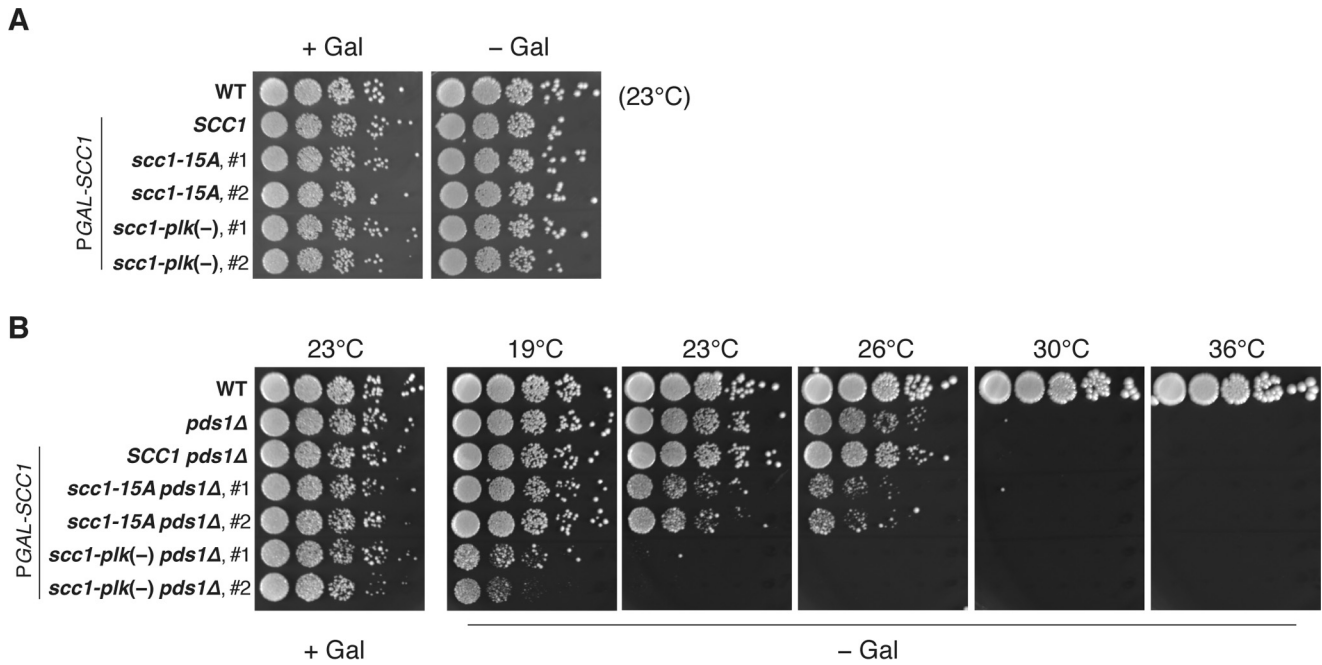 A
+ Gal
– Gal
WT
(23°C)
PGAL-SCC1
SCC1
scc1-15A, #1
scc1-15A, #2
scc1-plk(–), #1
scc1-plk(–), #2
B
23°C
19°C
23°C
26°C
30°C
36°C
WT
pds1Δ
PGAL-SCC1
SCC1 pds1Δ
scc1-15A pds1Δ, #1
scc1-15A pds1Δ, #2
scc1-plk(–) pds1Δ, #1
scc1-plk(–) pds1Δ, #2
+ Gal
– Gal